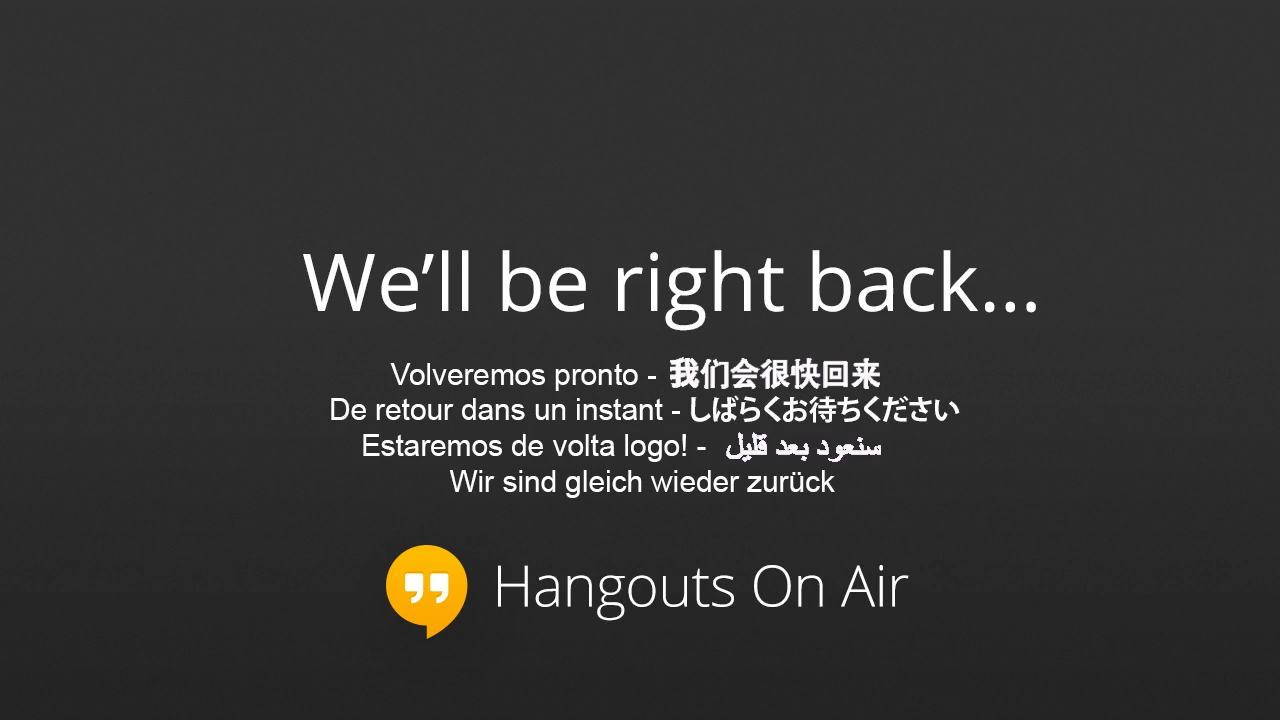 We’ll be right back...
Volveremos pronto - 我们会很快回来
De retour dans un instant - しばらくお待ちください
Estaremos de volta logo! - سنعود بعد قليل
Wir sind gleich wieder zurück
Hangouts On Air